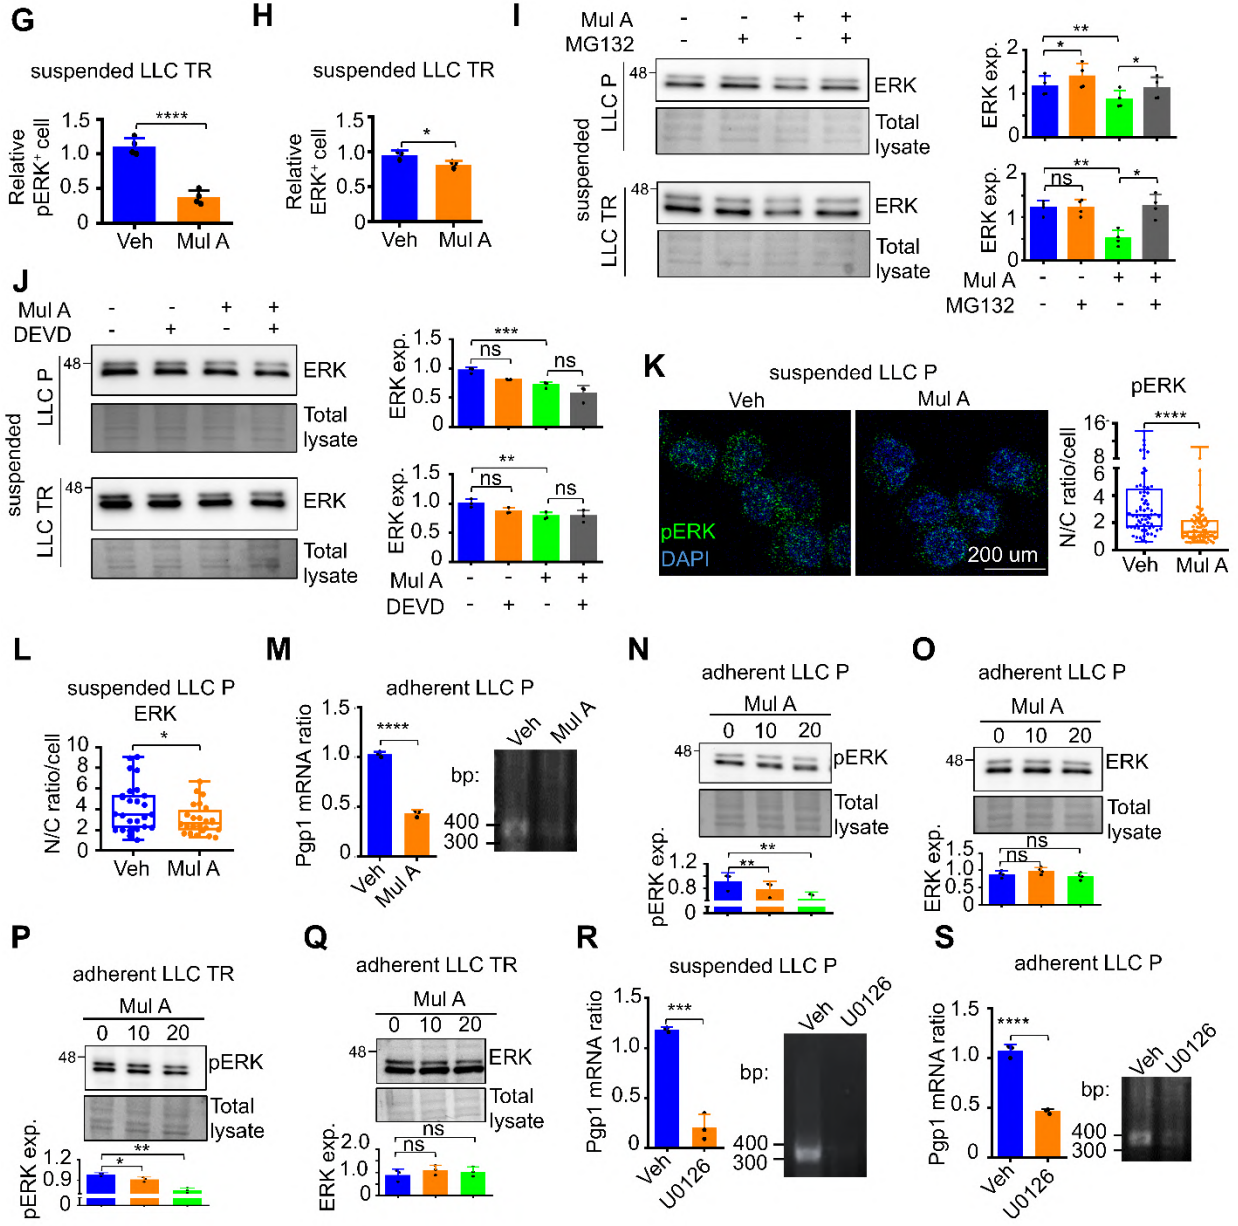 G
suspended LLC TR
Relative
pERK⁺ cell
1.5
1.0
0.5
0
****
Veh
Mul A
H
suspended LLC TR
Relative
ERK⁺ cell
1.5
1.0
0.5
0
*
Veh
Mul A
I
Mul A - - + +
MG132 - + - +
suspended
LLC P
48
ERK
Total
lysate
LLC TR
48
ERK
Total
lysate
ERK exp.
2
1
0
**
*
*
ERK exp.
2
1
0
**
ns
*
Mul A - - + +
MG132 - + - +
J
Mul A - - + +
DEVD - + - +
suspended
LLC P
48
ERK
Total
lysate
LLC TR
48
ERK
Total
lysate
ERK exp.
1.5
1.0
0.5
0
***
ns
ns
ERK exp.
1.5
1.0
0.5
0
**
ns
ns
Mul A - - + +
DEVD - + - +
K
suspended LLC P
Veh
Mul A
pERK
DAPI
200 um
pERK
N/C ratio/cell
16
8
6
4
2
0
****
Veh
Mul A
L
suspended LLC P
ERK
N/C ratio/cell
10
8
6
4
2
0
*
Veh
Mul A
M
adherent LLC P
Pgp1 mRNA ratio
1.5
1.0
0.5
0
****
Veh
Mul A
Veh
Mul A
bp:
400
300
N
adherent LLC P
Mul A
0 10 20
48
pERK
Total
lysate
pERK exp.
1.2
0.8
0
**
**
O
adherent LLC P
Mul A
0 10 20
48
ERK
Total
lysate
ERK exp.
1.5
1.0
0
ns
ns
P
adherent LLC TR
Mul A
0 10 20
48
pERK
Total
lysate
pERK exp.
1.2
0.9
0
**
*
Q
adherent LLC TR
Mul A
0 10 20
48
ERK
Total
lysate
ERK exp.
2.0
1.0
0
ns
ns
R
suspended LLC P
Pgp1 mRNA ratio
1.5
1.0
0.5
0
***
Veh
U0126
Veh
U0126
bp:
400
300
S
adherent LLC P
Pgp1 mRNA ratio
1.0
0.5
0
****
Veh
U0126
Veh
U0126
bp:
400
300